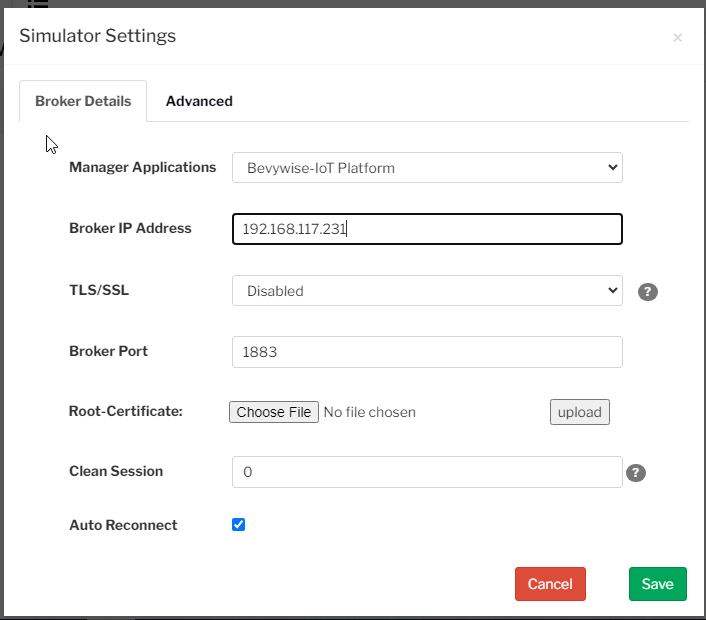 Simulator Settings ×
Broker Details Advanced
Manager Applications Bevywise-IoT Platform
Broker IP Address 192.168.117.231
TLS/SSL Disabled ?
Broker Port 1883
Root-Certificate: Choose File No file chosen upload
Clean Session 0 ?
Auto Reconnect
Cancel Save